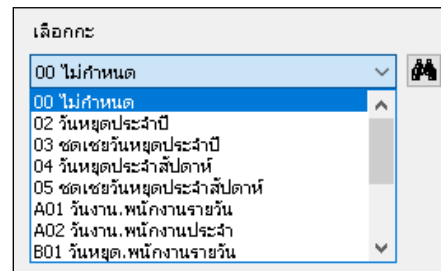 เลือกกะ
00 ไม่กำหนด
00 ไม่กำหนด
02 วันหยุดประจำปี
03 ชดเชยวันหยุดประจำปี
04 วันหยุดประจำสัปดาห์
05 ชดเชยวันหยุดประจำสัปดาห์
A01 วันงาน.พนักงานรายวัน
A02 วันงาน.พนักงานประจำ
B01 วันหยุด.พนักงานรายวัน